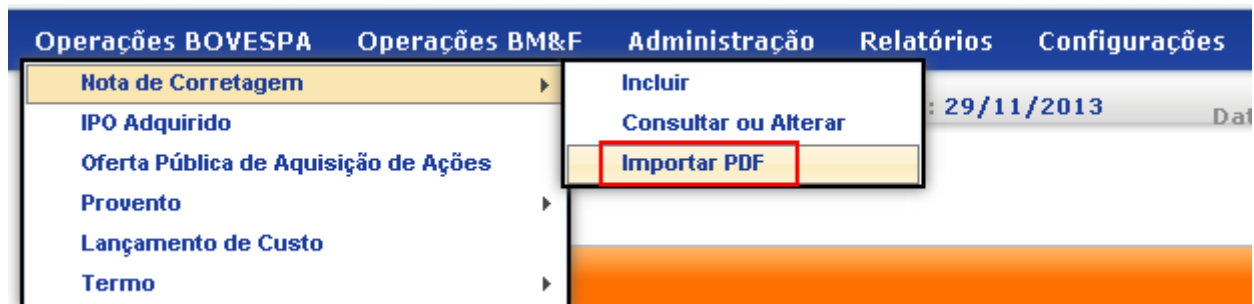 Operações BOVESPA Operações BM&F Administração Relatórios Configurações
Nota de Corretagem
IPO Adquirido
Oferta Pública de Aquisição de Ações
Provento
Lançamento de Custo
Termo
Incluir
Consultar ou Alterar
Importar PDF
: 29/11/2013
Dat